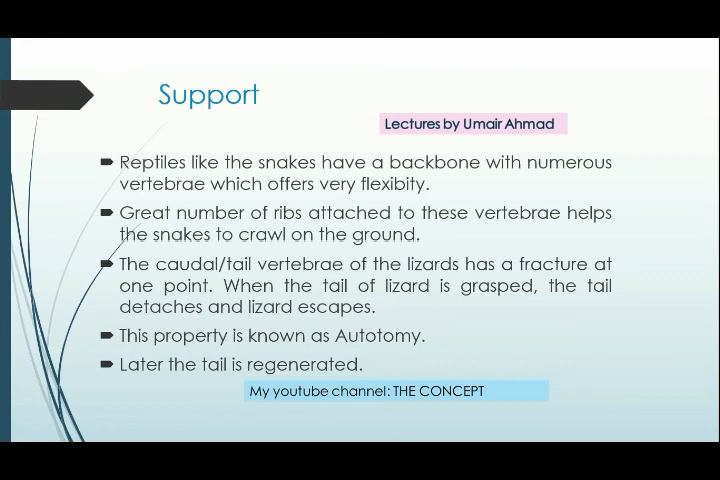 Support
Lectures by Umair Ahmad
Reptiles like the snakes have a backbone with numerous
vertebrae which offers very flexibity.
Great number of ribs attached to these vertebrae helps
the snakes to crawl on the ground.
The caudal/tail vertebrae of the lizards has a fracture at
one point. When the tail of lizard is grasped, the tail
detaches and lizard escapes.
This property is known as Autotomy.
Later the tail is regenerated.
My youtube channel: THE CONCEPT